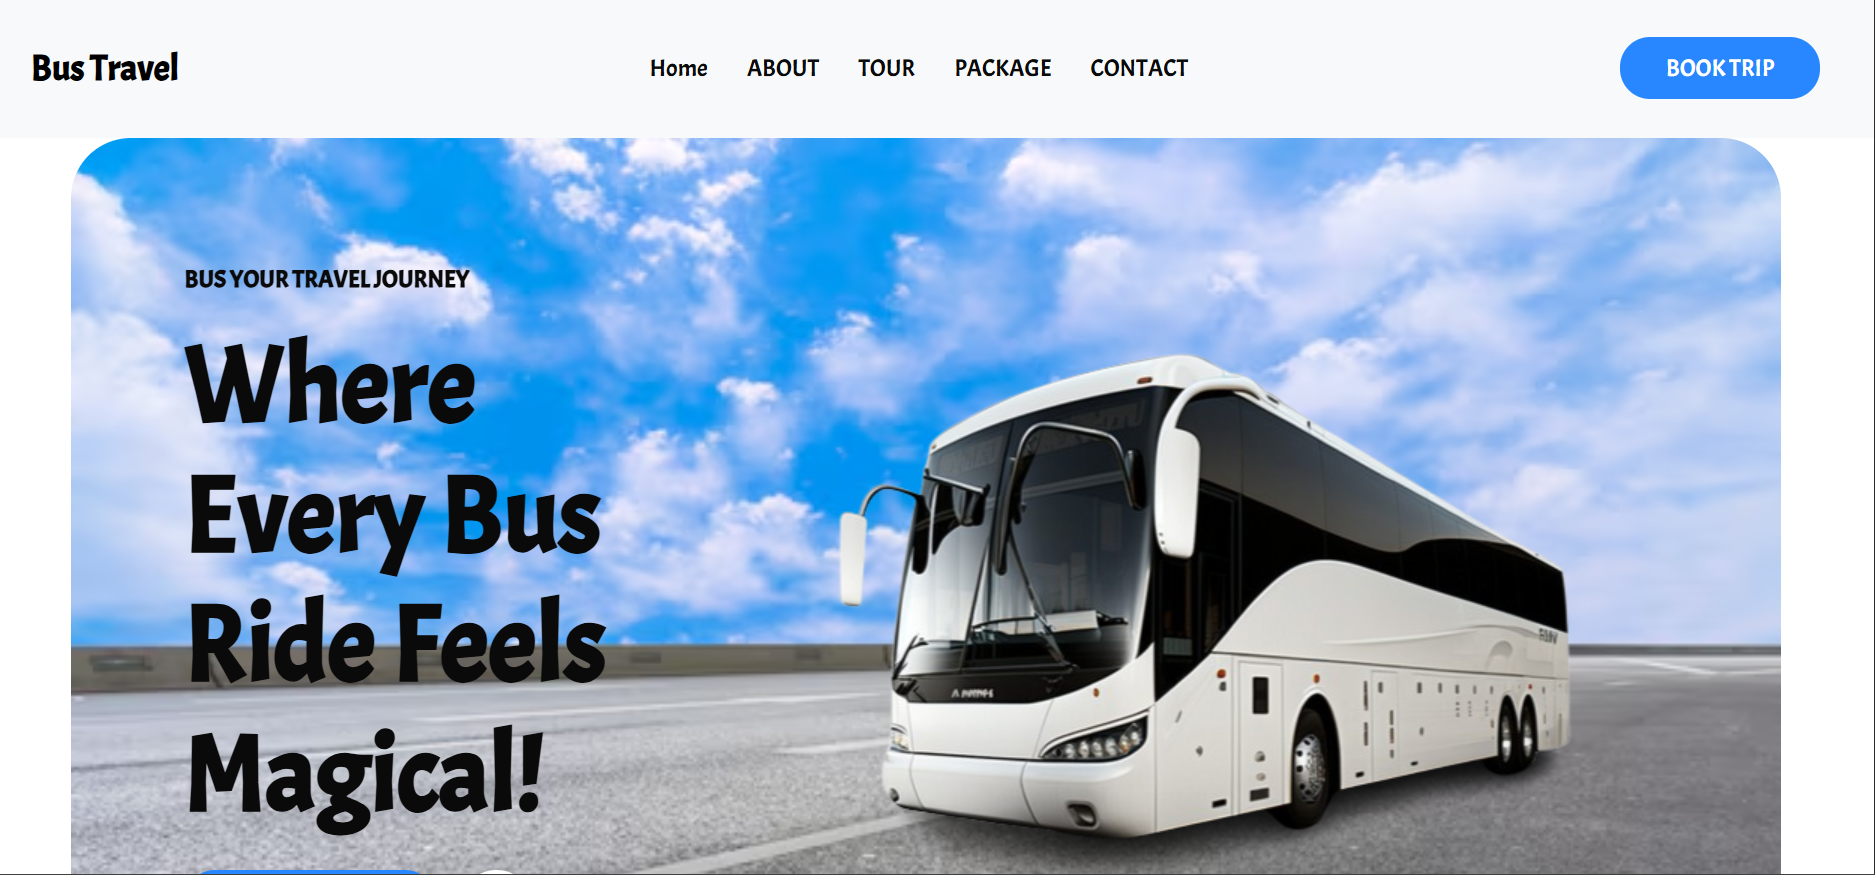 Bus Travel
Home
ABOUT
TOUR
PACKAGE
CONTACT
BOOK TRIP
BUS YOUR TRAVEL JOURNEY
Where
Every Bus
Ride Feels
Magical!